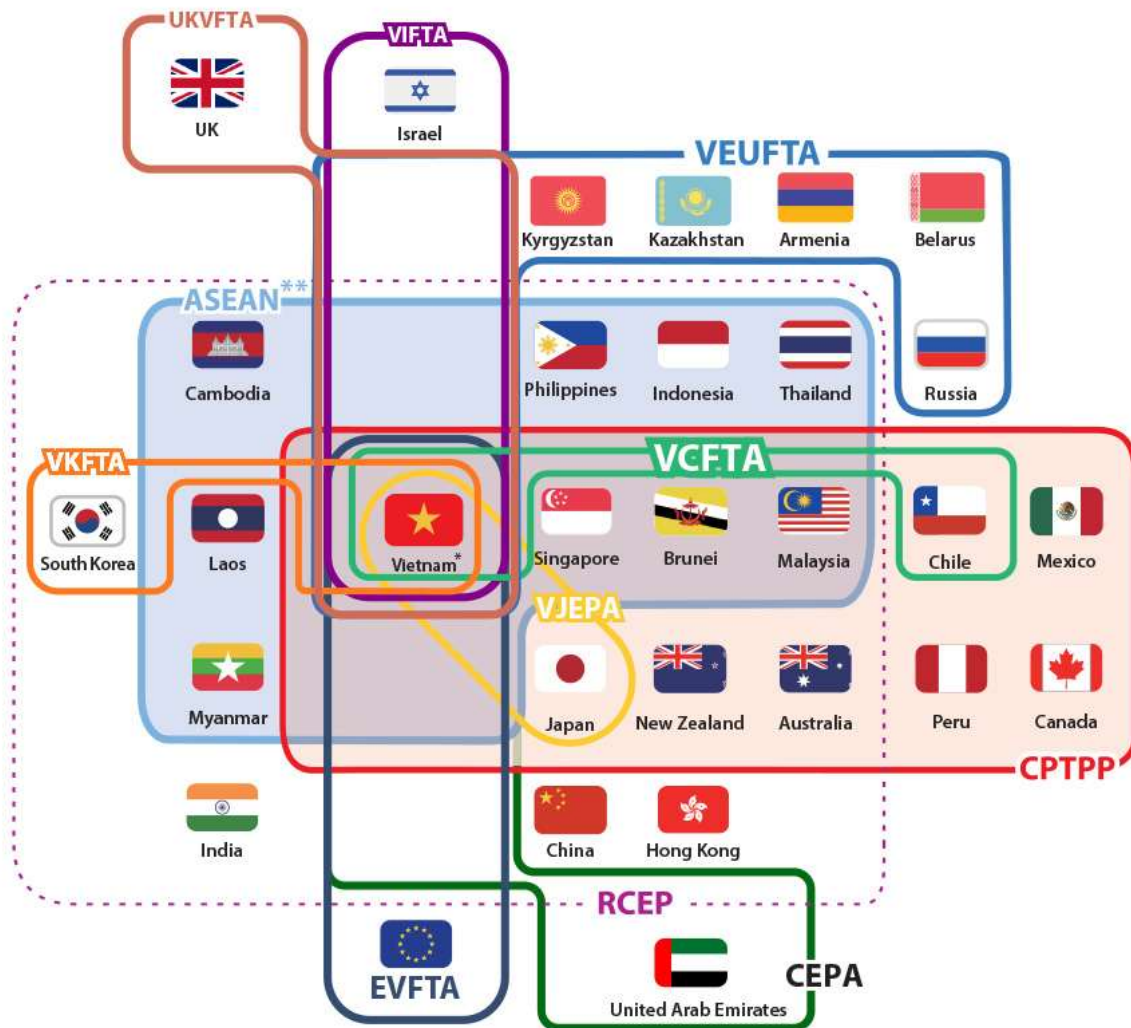 UKVFTA
VIFTA
UK
Israel
VEUFTA
Kyrgyzstan
Kazakhstan
Armenia
Belarus
ASEAN**
Cambodia
Philippines
Indonesia
Thailand
Russia
VKFTA
VCFTA
South Korea
Laos
Vietnam*
Singapore
Brunei
Malaysia
Chile
Mexico
VJEPA
Myanmar
Japan
New Zealand
Australia
Peru
Canada
CPTPP
India
China
Hong Kong
RCEP
EVFTA
CEPA
United Arab Emirates